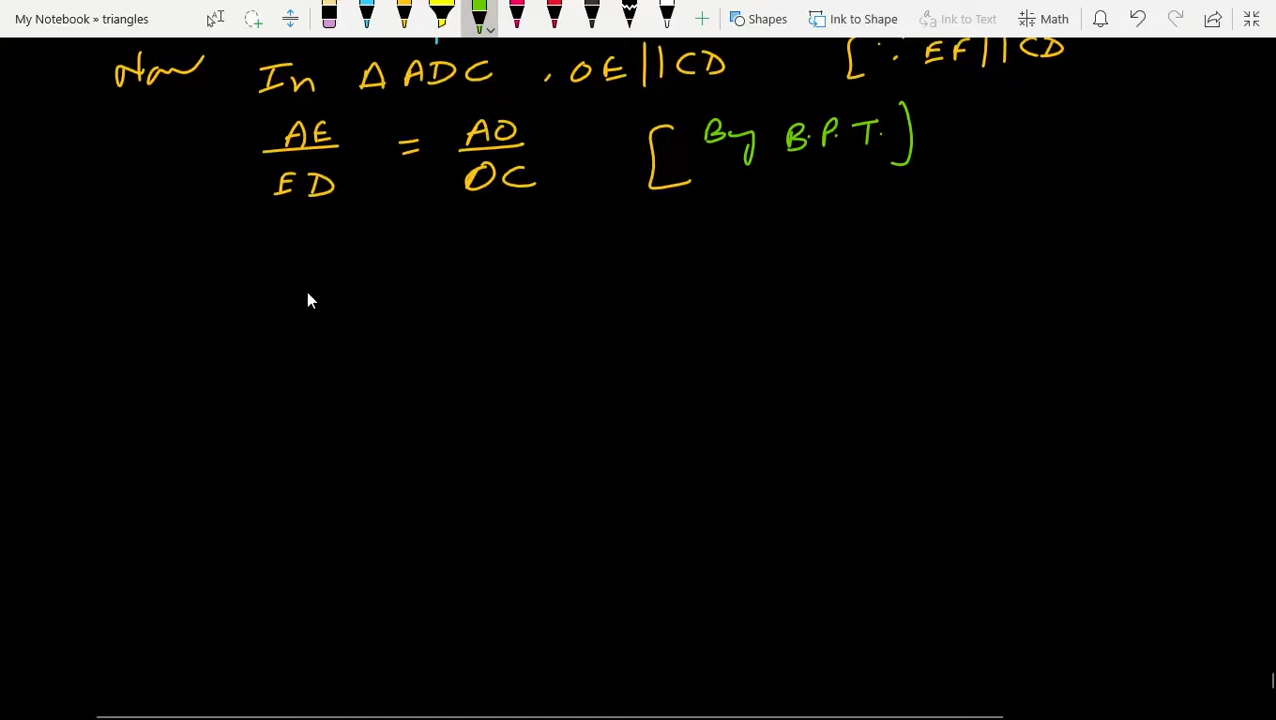 My Notebook » triangles Shapes Ink to Shape Ink to Text Math
Now In Δ ADC , OE||CD [∵ EF||CD
AE/ED = AO/OC [By B.P.T.]